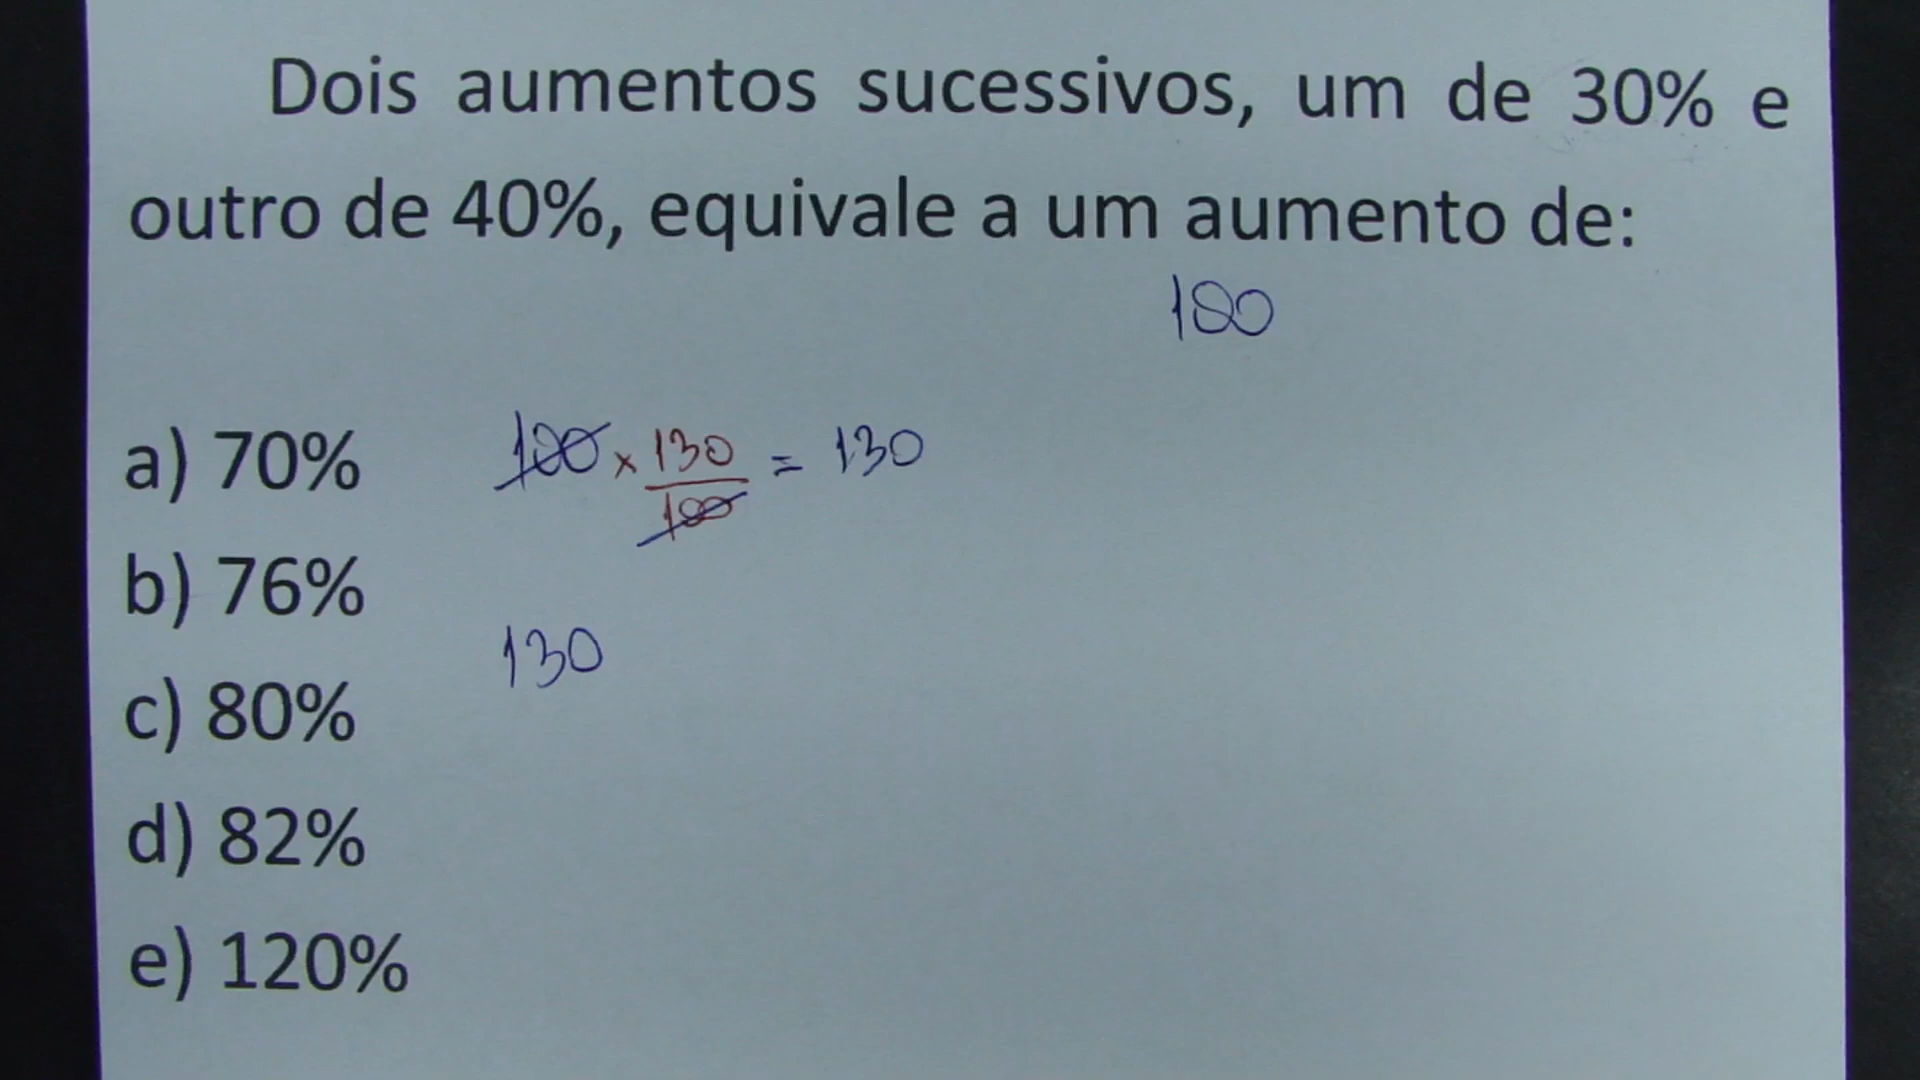 Dois aumentos sucessivos, um de 30% e
outro de 40%, equivale a um aumento de:
100
a) 70%
100 x 130/100 = 130
b) 76%
130
c) 80%
d) 82%
e) 120%